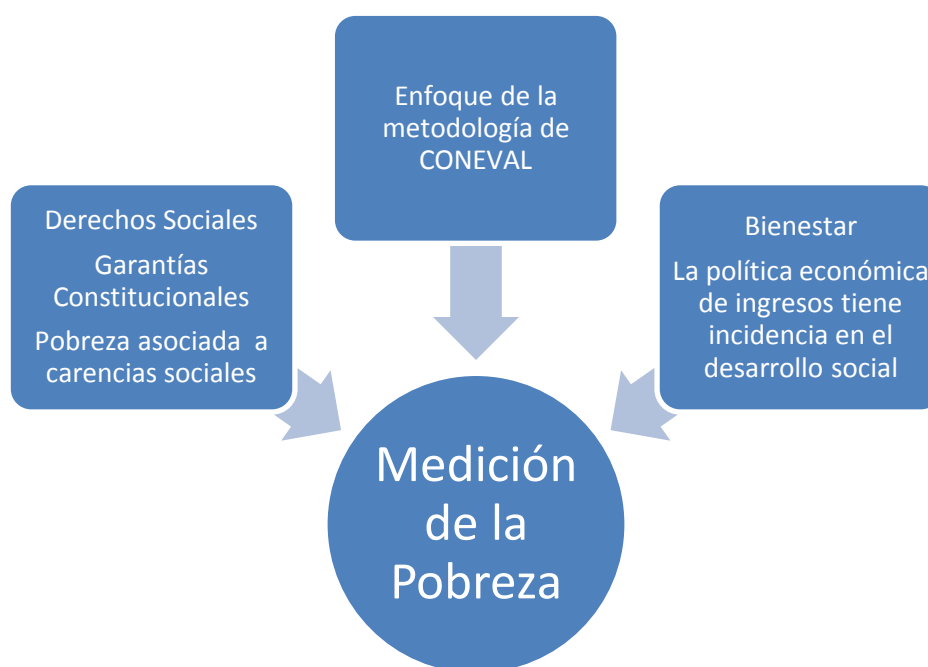 Enfoque de la
metodología de
CONEVAL
Derechos Sociales
Garantías
Constitucionales
Pobreza asociada a
carencias sociales
Bienestar
La política económica
de ingresos tiene
incidencia en el
desarrollo social
Medición
de la
Pobreza